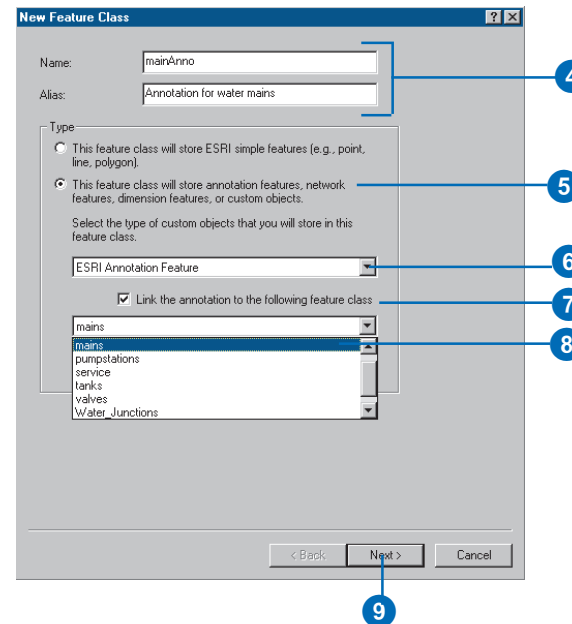 New Feature Class
Name: mainAnno
4
Alias: Annotation for water mains
Type
This feature class will store ESRI simple features (e.g., point,
line, polygon).
This feature class will store annotation features, network
features, dimension features, or custom objects.
5
Select the type of custom objects that you will store in this
feature class.
ESRI Annotation Feature
6
Link the annotation to the following feature class
7
mains
mains
8
pumpstations
service
tanks
valves
Water_Junctions
< Back
Next >
Cancel
9